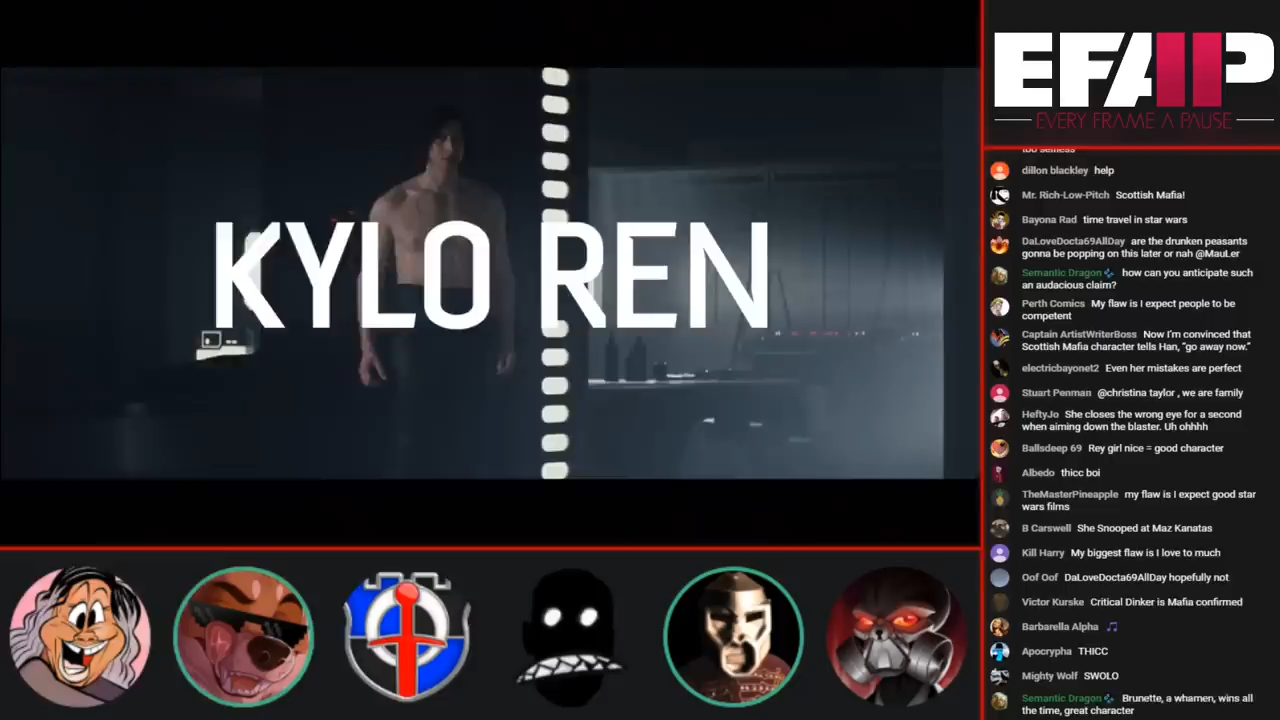 KYLO REN
EFAP
EVERY FRAME A PAUSE
dillon blackley help
Mr. Rich-Low-Pitch Scottish Mafia!
Bayona Rad time travel in star wars
DaLoveDocta69AllDay are the drunken peasants
gonna be popping on this later or nah @MauLer
Semantic Dragon how can you anticipate such
an audacious claim?
Perth Comics My flaw is I expect people to be
competent
Captain ArtistWriterBoss Now I'm convinced that
Scottish Mafia character tells Han, "go away now."
electricbayonet2 Even her mistakes are perfect
Stuart Penman @christina taylor , we are family
HeftyJo She closes the wrong eye for a second
when aiming down the blaster. Uh ohhhh
Ballsdeep 69 Rey girl nice = good character
Albedo thicc boi
TheMasterPineapple my flaw is I expect good star
wars films
B Carswell She Snooped at Maz Kanatas
Kill Harry My biggest flaw is I love to much
Oof Oof DaLoveDocta69AllDay hopefully not
Victor Kurske Critical Dinker is Mafia confirmed
Barbarella Alpha 🎵
Apocrypha THICC
Mighty Wolf SWOLO
Semantic Dragon Brunette, a whamen, wins all
the time, great character